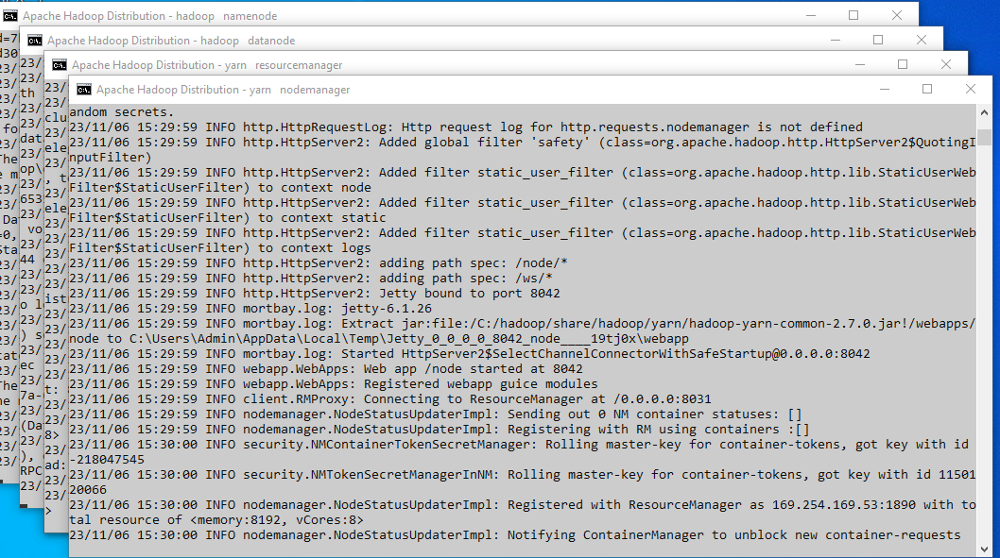 Apache Hadoop Distribution - hadoop   namenode
Apache Hadoop Distribution - hadoop   datanode
Apache Hadoop Distribution - yarn   resourcemanager
Apache Hadoop Distribution - yarn   nodemanager
andom secrets.
23/11/06 15:29:59 INFO http.HttpRequestLog: Http request log for http.requests.nodemanager is not defined
23/11/06 15:29:59 INFO http.HttpServer2: Added global filter 'safety' (class=org.apache.hadoop.http.HttpServer2$QuotingI
nputFilter)
23/11/06 15:29:59 INFO http.HttpServer2: Added filter static_user_filter (class=org.apache.hadoop.http.lib.StaticUserWeb
Filter$StaticUserFilter) to context node
23/11/06 15:29:59 INFO http.HttpServer2: Added filter static_user_filter (class=org.apache.hadoop.http.lib.StaticUserWeb
Filter$StaticUserFilter) to context static
23/11/06 15:29:59 INFO http.HttpServer2: Added filter static_user_filter (class=org.apache.hadoop.http.lib.StaticUserWeb
Filter$StaticUserFilter) to context logs
23/11/06 15:29:59 INFO http.HttpServer2: adding path spec: /node/*
23/11/06 15:29:59 INFO http.HttpServer2: adding path spec: /ws/*
23/11/06 15:29:59 INFO http.HttpServer2: Jetty bound to port 8042
23/11/06 15:29:59 INFO mortbay.log: jetty-6.1.26
23/11/06 15:29:59 INFO mortbay.log: Extract jar:file:/C:/hadoop/share/hadoop/yarn/hadoop-yarn-common-2.7.0.jar!/webapps/
node to C:\Users\Admin\AppData\Local\Temp\Jetty_0_0_0_0_8042_node____19tj0x\webapp
23/11/06 15:29:59 INFO mortbay.log: Started HttpServer2$SelectChannelConnectorWithSafeStartup@0.0.0.0:8042
23/11/06 15:29:59 INFO webapp.WebApps: Web app /node started at 8042
23/11/06 15:29:59 INFO webapp.WebApps: Registered webapp guice modules
23/11/06 15:29:59 INFO client.RMProxy: Connecting to ResourceManager at /0.0.0.0:8031
23/11/06 15:29:59 INFO nodemanager.NodeStatusUpdaterImpl: Sending out 0 NM container statuses: []
23/11/06 15:29:59 INFO nodemanager.NodeStatusUpdaterImpl: Registering with RM using containers :[]
23/11/06 15:30:00 INFO security.NMContainerTokenSecretManager: Rolling master-key for container-tokens, got key with id
-218047545
23/11/06 15:30:00 INFO security.NMTokenSecretManagerInNM: Rolling master-key for container-tokens, got key with id 11501
20066
23/11/06 15:30:00 INFO nodemanager.NodeStatusUpdaterImpl: Registered with ResourceManager as 169.254.169.53:1890 with to
tal resource of <memory:8192, vCores:8>
23/11/06 15:30:00 INFO nodemanager.NodeStatusUpdaterImpl: Notifying ContainerManager to unblock new container-requests